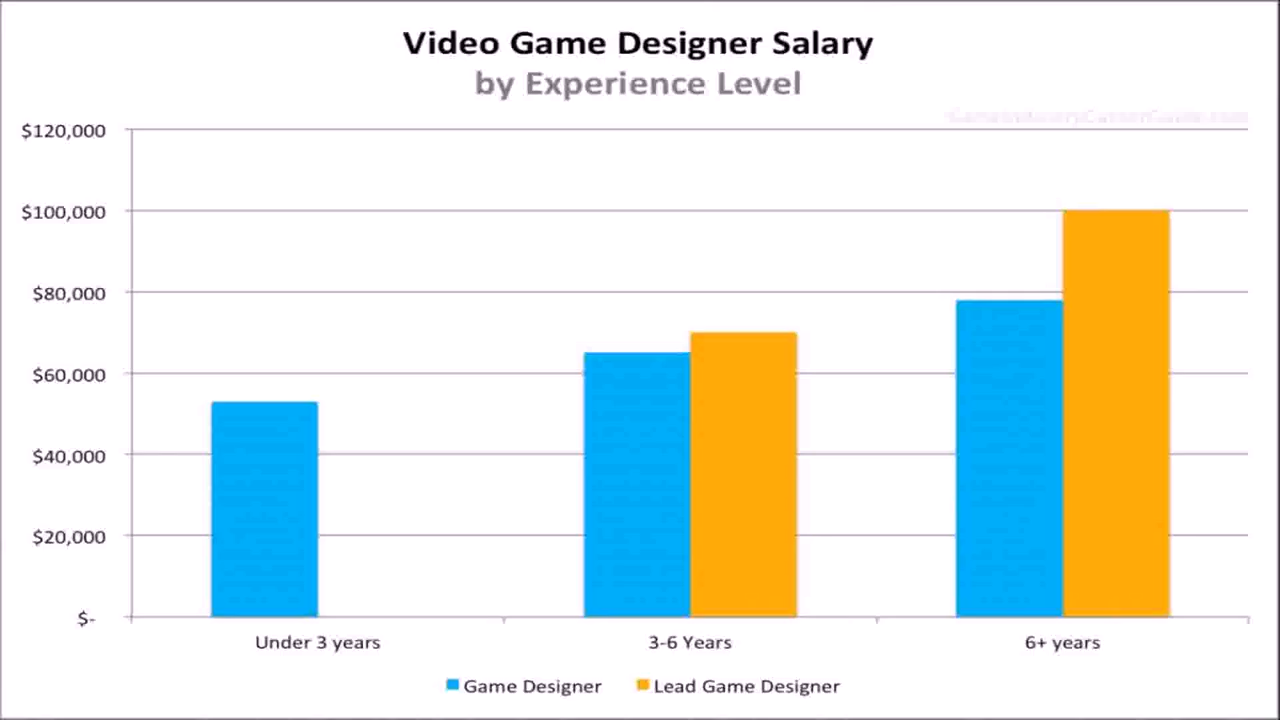 Video Game Designer Salary
by Experience Level
$120,000
$100,000
$80,000
$60,000
$40,000
$20,000
$-
Under 3 years
3-6 Years
6+ years
Game Designer
Lead Game Designer